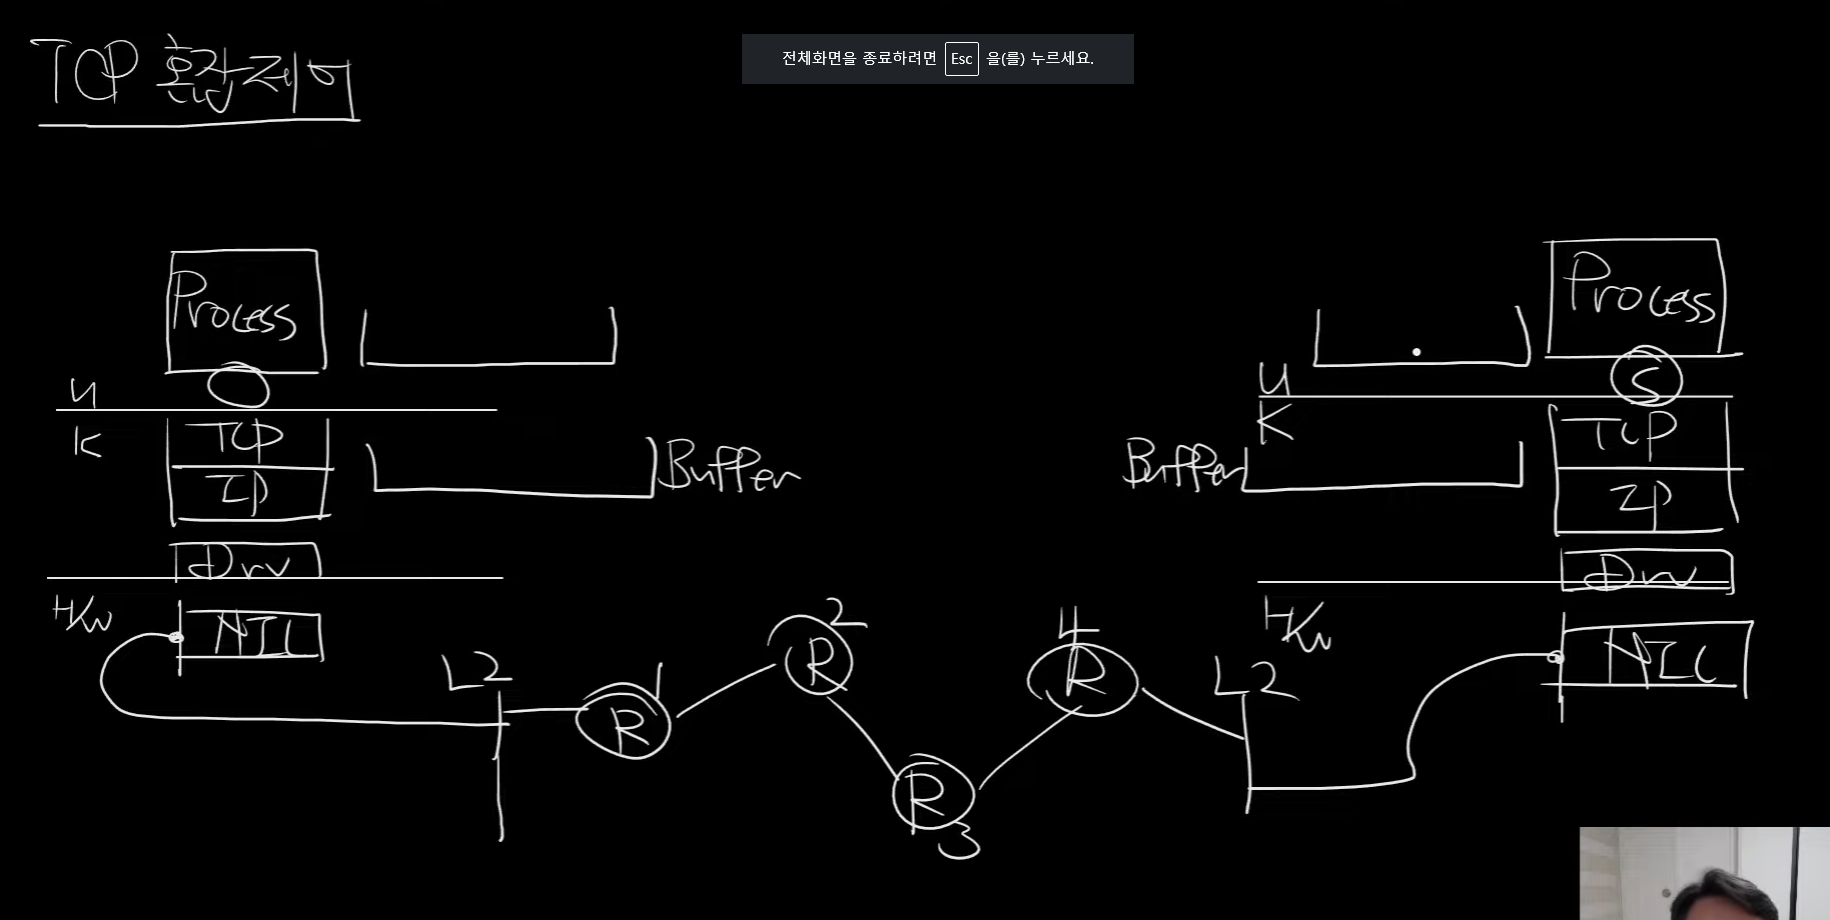 TCP 혼잡제어
전체화면을 종료하려면 Esc 을(를) 누르세요.
Process
U
K
TCP
IP
Buffer
Drv
H/w
NIC
L2
R 1
R 2
R 3
R 4
L2
Process
S
U
K
TCP
IP
Buffer
Drv
H/w
NIC